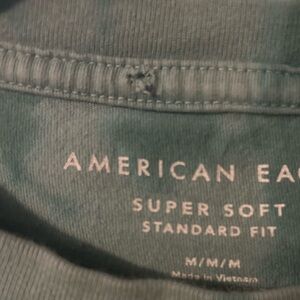 AMERICAN EA
SUPER SOFT
STANDARD FIT
M/M/M
Made in Vietnam